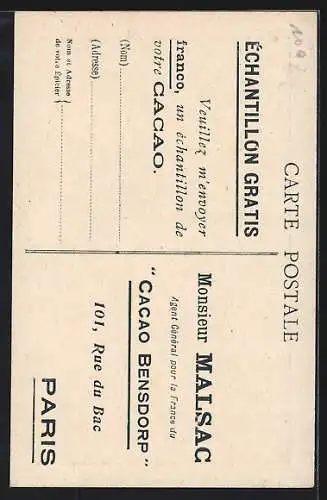 CARTE POSTALE
ÉCHANTILLON GRATIS
Veuillez m'envoyer
franco, un échantillon de
votre CACAO.
(Nom)
(Adresse)
Nom et Adresse
de votre Épicier {
Monsieur MALSAC
Agent Général pour la France du
"CACAO BENSDORP"
101, Rue du Bac
PARIS